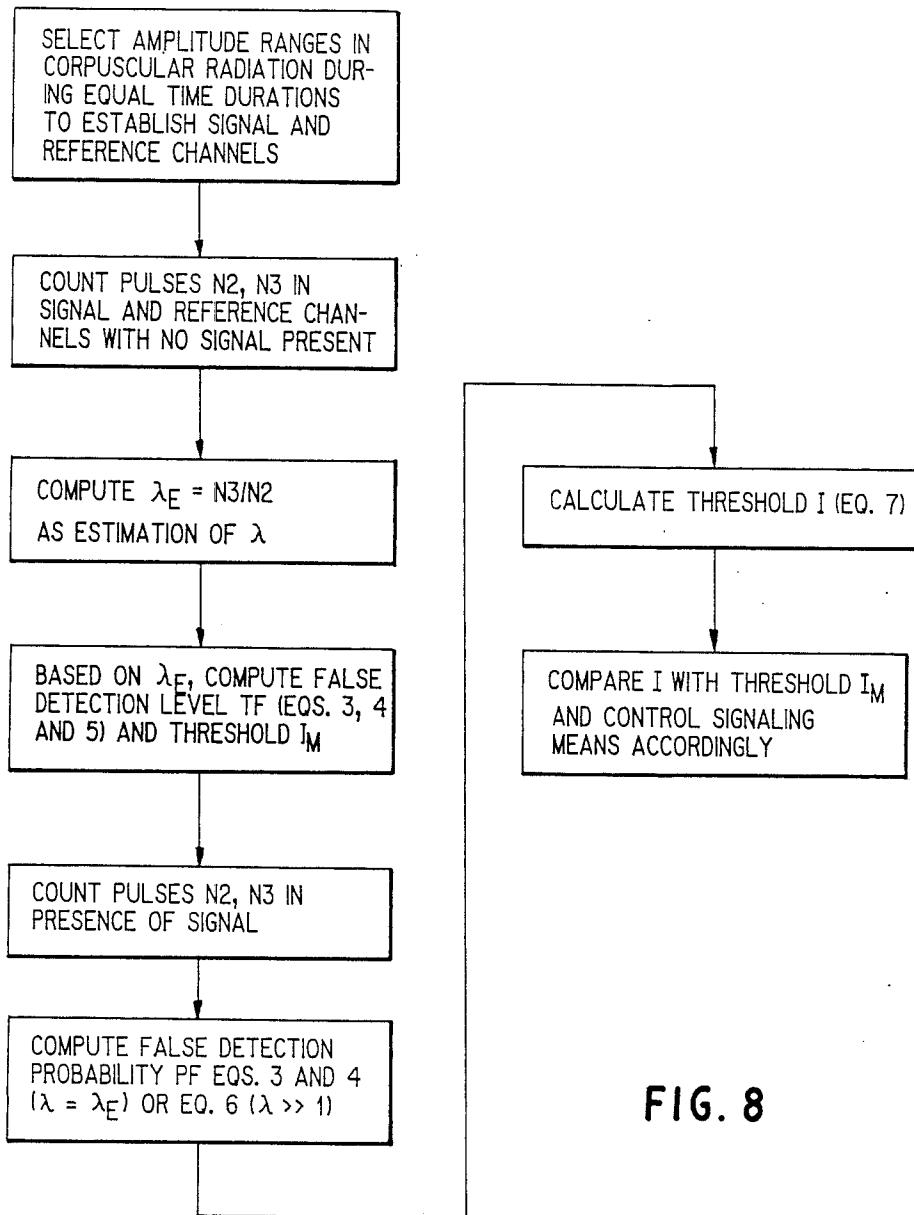 SELECT AMPLITUDE RANGES IN
CORPUSCULAR RADIATION DUR-
ING EQUAL TIME DURATIONS
TO ESTABLISH SIGNAL AND
REFERENCE CHANNELS
COUNT PULSES N2, N3 IN
SIGNAL AND REFERENCE CHAN-
NELS WITH NO SIGNAL PRESENT
COMPUTE λE = N3/N2
AS ESTIMATION OF λ
BASED ON λE, COMPUTE FALSE
DETECTION LEVEL TF (EQS. 3, 4
AND 5) AND THRESHOLD IM
COUNT PULSES N2, N3 IN
PRESENCE OF SIGNAL
COMPUTE FALSE DETECTION
PROBABILITY PF EQS. 3 AND 4
(λ = λE) OR EQ. 6 (λ >> 1)
CALCULATE THRESHOLD I (EQ. 7)
COMPARE I WITH THRESHOLD IM
AND CONTROL SIGNALING
MEANS ACCORDINGLY
FIG. 8